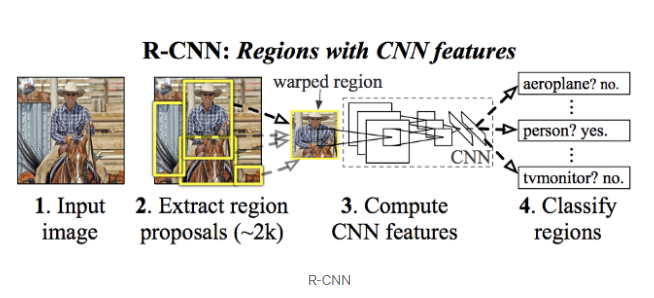 R-CNN: Regions with CNN features
warped region
aeroplane? no.
person? yes.
tvmonitor? no.
CNN
1. Input
image
2. Extract region
proposals (~2k)
3. Compute
CNN features
4. Classify
regions
R-CNN